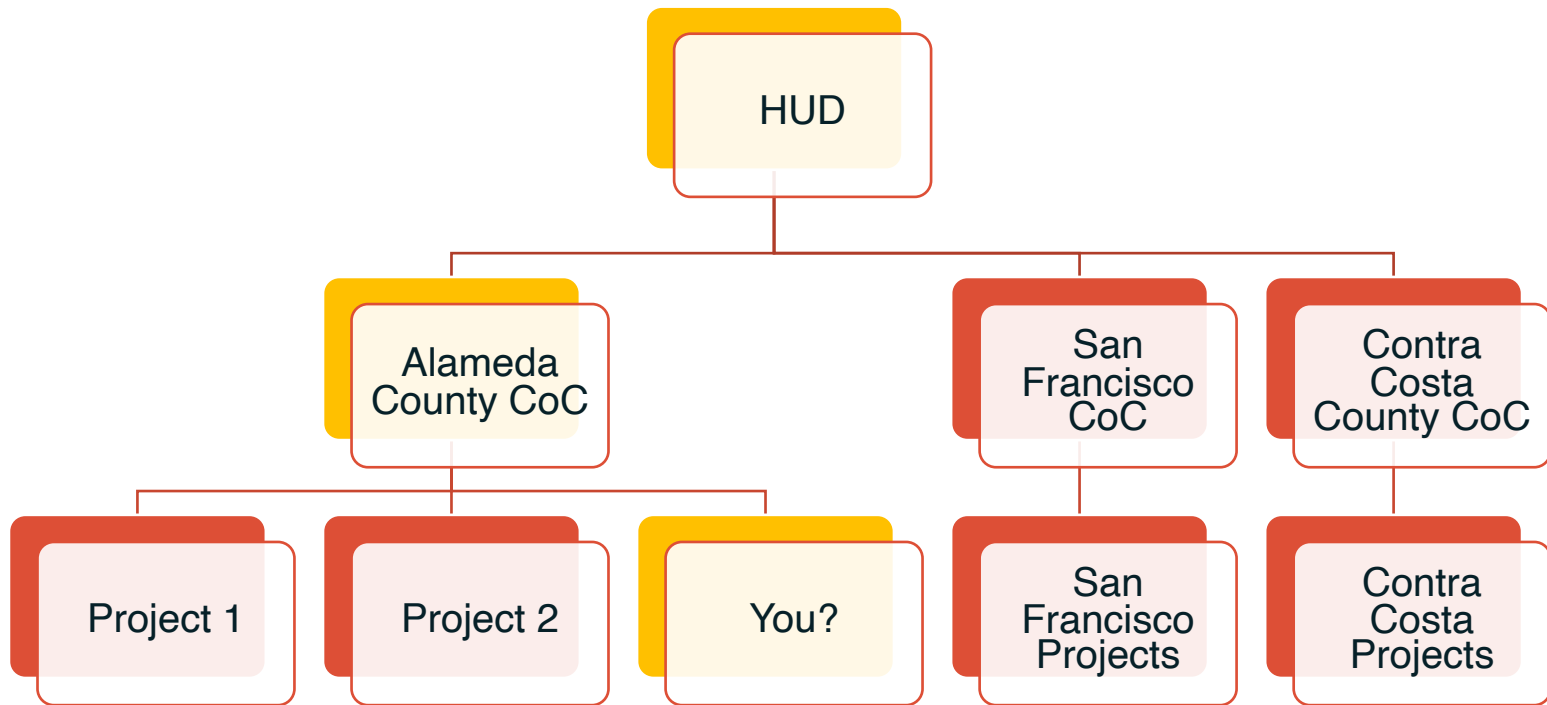 HUD
Alameda
County CoC
San
Francisco
CoC
Contra
Costa
County CoC
Project 1
Project 2
You?
San
Francisco
Projects
Contra
Costa
Projects